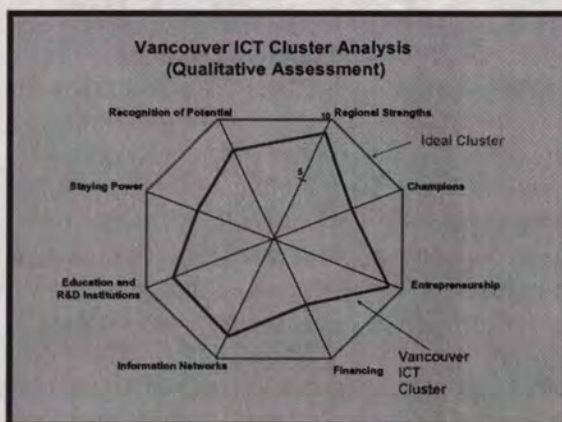 Vancouver ICT Cluster Analysis
(Qualitative Assessment)
Recognition of Potential
10
Regional Strengths
Ideal Cluster
5
Staying Power
Champions
Education and
R&D Institutions
Entrepreneurship
Information Networks
Financing
Vancouver
ICT
Cluster